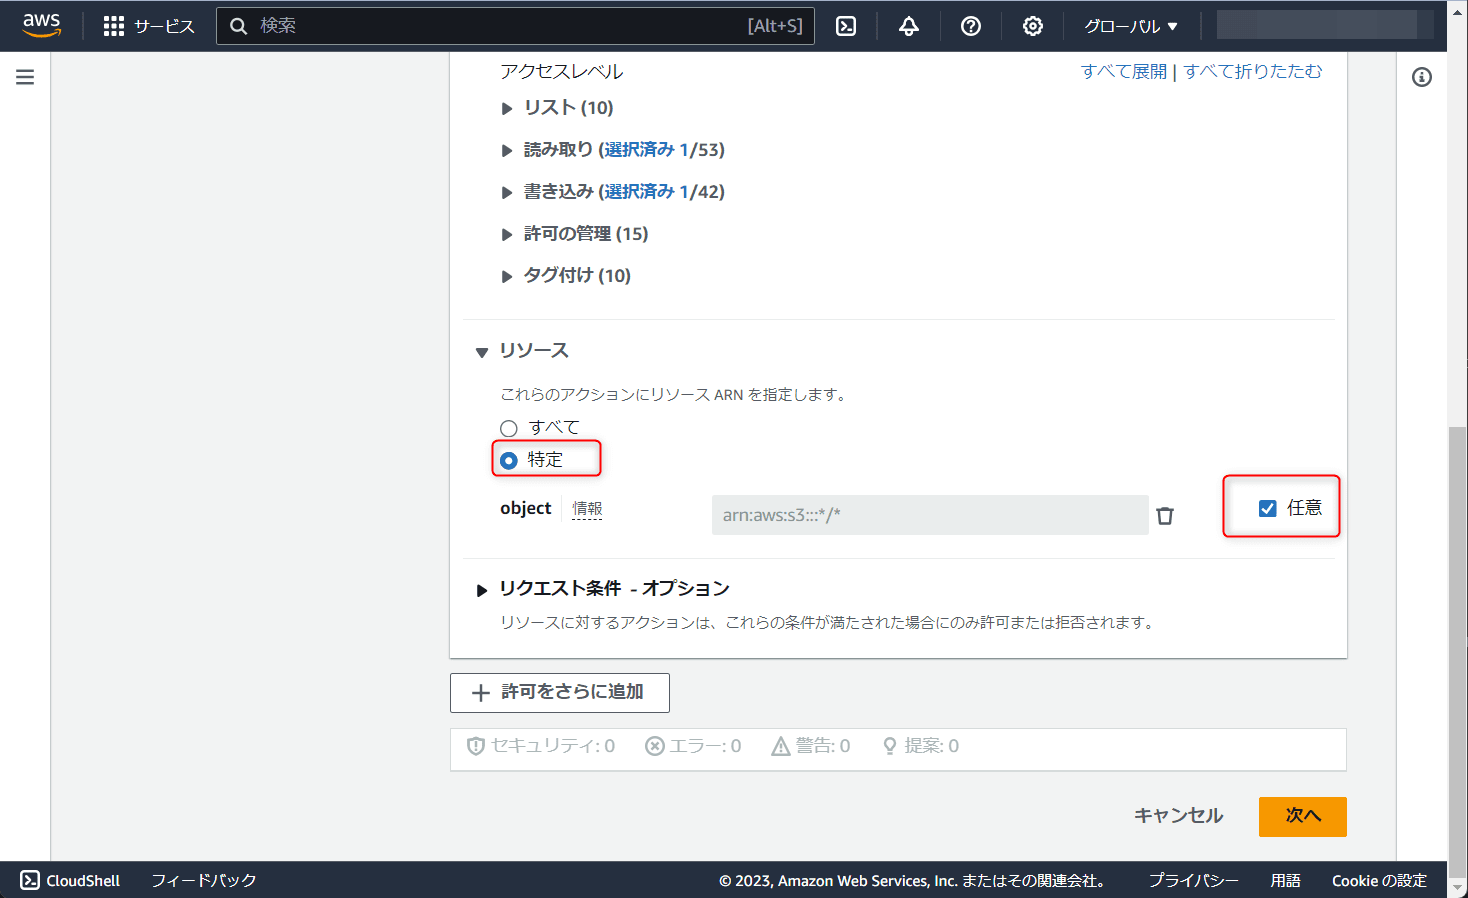 aws サービス 検索 [Alt+S] グローバル ▼
アクセスレベル すべて展開 | すべて折りたたむ
リスト (10)
読み取り (選択済み 1/53)
書き込み (選択済み 1/42)
許可の管理 (15)
タグ付け (10)
リソース
これらのアクションにリソース ARN を指定します。
すべて
特定
object 情報 arn:aws:s3:::*/* 任意
リクエスト条件 - オプション
リソースに対するアクションは、これらの条件が満たされた場合にのみ許可または拒否されます。
許可をさらに追加
セキュリティ: 0 エラー: 0 警告: 0 提案: 0
キャンセル 次へ
CloudShell フィードバック © 2023, Amazon Web Services, Inc. またはその関連会社。 プライバシー 用語 Cookie の設定